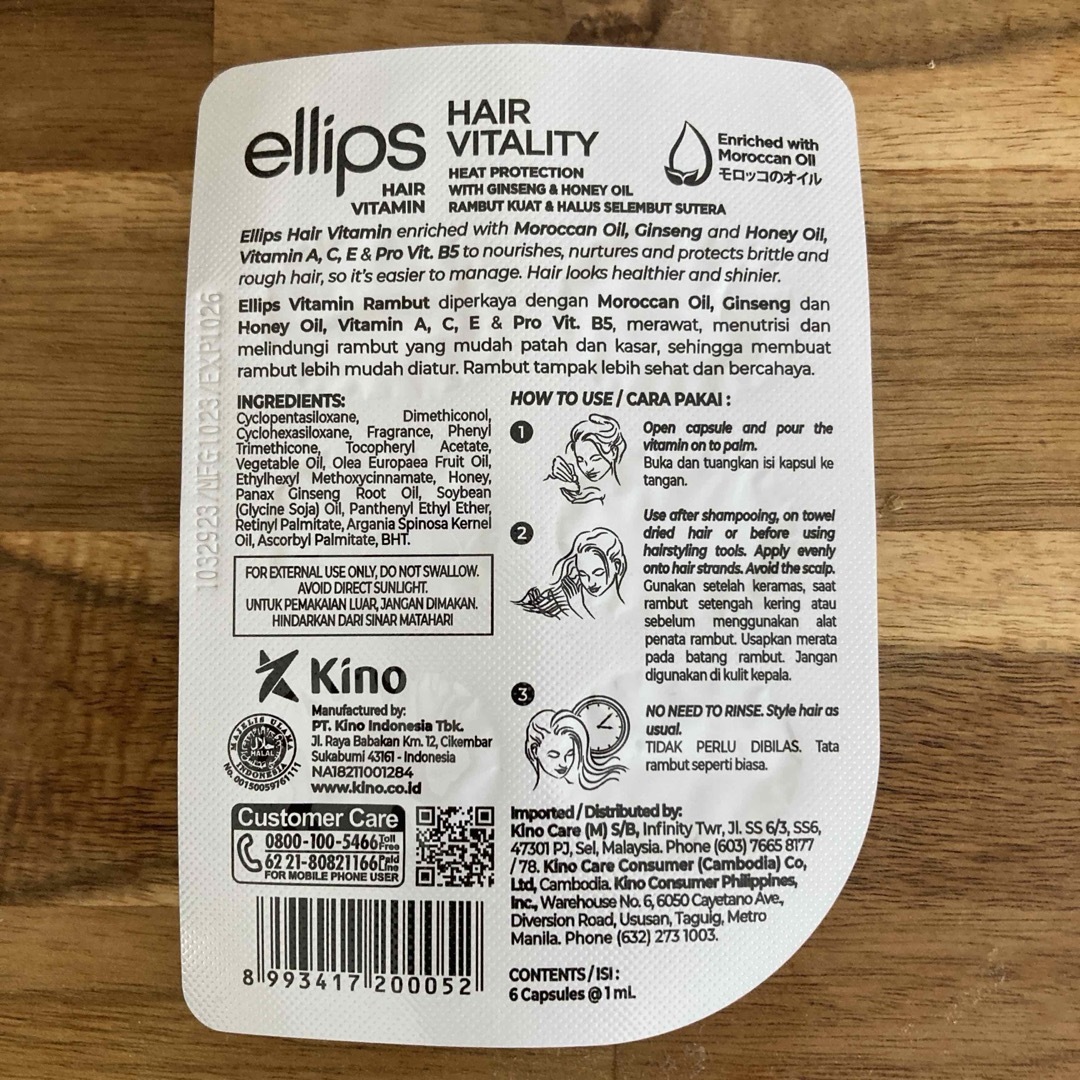 ellips
HAIR
VITAMIN
HAIR
VITALITY
HEAT PROTECTION
WITH GINSENG & HONEY OIL
RAMBUT KUAT & HALUS SELEMBUT SUTERA
Enriched with
Moroccan Oil
モロッコのオイル
Ellips Hair Vitamin enriched with Moroccan Oil, Ginseng and Honey Oil,
Vitamin A, C, E & Pro Vit. B5 to nourishes, nurtures and protects brittle and
rough hair, so it's easier to manage. Hair looks healthier and shinier.
Ellips Vitamin Rambut diperkaya dengan Moroccan Oil, Ginseng dan
Honey Oil, Vitamin A, C, E & Pro Vit. B5, merawat, menutrisi dan
melindungi rambut yang mudah patah dan kasar, sehingga membuat
rambut lebih mudah diatur. Rambut tampak lebih sehat dan bercahaya.
1032923/MFG1023/EXP1026
INGREDIENTS:
Cyclopentasiloxane, Dimethiconol,
Cyclohexasiloxane, Fragrance, Phenyl
Trimethicone, Tocopheryl Acetate,
Vegetable Oil, Olea Europaea Fruit Oil,
Ethylhexyl Methoxycinnamate, Honey,
Panax Ginseng Root Oil, Soybean
(Glycine Soja) Oil, Panthenyl Ethyl Ether,
Retinyl Palmitate, Argania Spinosa Kernel
Oil, Ascorbyl Palmitate, BHT.
FOR EXTERNAL USE ONLY, DO NOT SWALLOW.
AVOID DIRECT SUNLIGHT.
UNTUK PEMAKAIAN LUAR, JANGAN DIMAKAN.
HINDARKAN DARI SINAR MATAHARI
Kino
Manufactured by:
PT. Kino Indonesia Tbk.
Jl. Raya Babakan Km. 12, Cikembar
Sukabumi 43161 - Indonesia
NA18211001284
www.kino.co.id
MAJELIS ULAMA
HALAL
INDONESIA
No. 00150059761111
Customer Care
0800-100-5466 Toll Free
62 21-80821166 Paid Line
FOR MOBILE PHONE USER
8 993417 200052
HOW TO USE / CARA PAKAI :
1
Open capsule and pour the
vitamin on to palm.
Buka dan tuangkan isi kapsul ke
tangan.
2
Use after shampooing, on towel
dried hair or before using
hairstyling tools. Apply evenly
onto hair strands. Avoid the scalp.
Gunakan setelah keramas, saat
rambut setengah kering atau
sebelum menggunakan alat
penata rambut. Usapkan merata
pada batang rambut. Jangan
digunakan di kulit kepala.
3
NO NEED TO RINSE. Style hair as
usual.
TIDAK PERLU DIBILAS. Tata
rambut seperti biasa.
Imported / Distributed by:
Kino Care (M) S/B, Infinity Twr, Jl. SS 6/3, SS6,
47301 PJ, Sel, Malaysia. Phone (603) 7665 8177
/ 78. Kino Care Consumer (Cambodia) Co,
Ltd, Cambodia. Kino Consumer Philippines,
Inc., Warehouse No. 6, 6050 Cayetano Ave.,
Diversion Road, Ususan, Taguig, Metro
Manila. Phone (632) 273 1003.
CONTENTS / ISI :
6 Capsules @ 1 mL